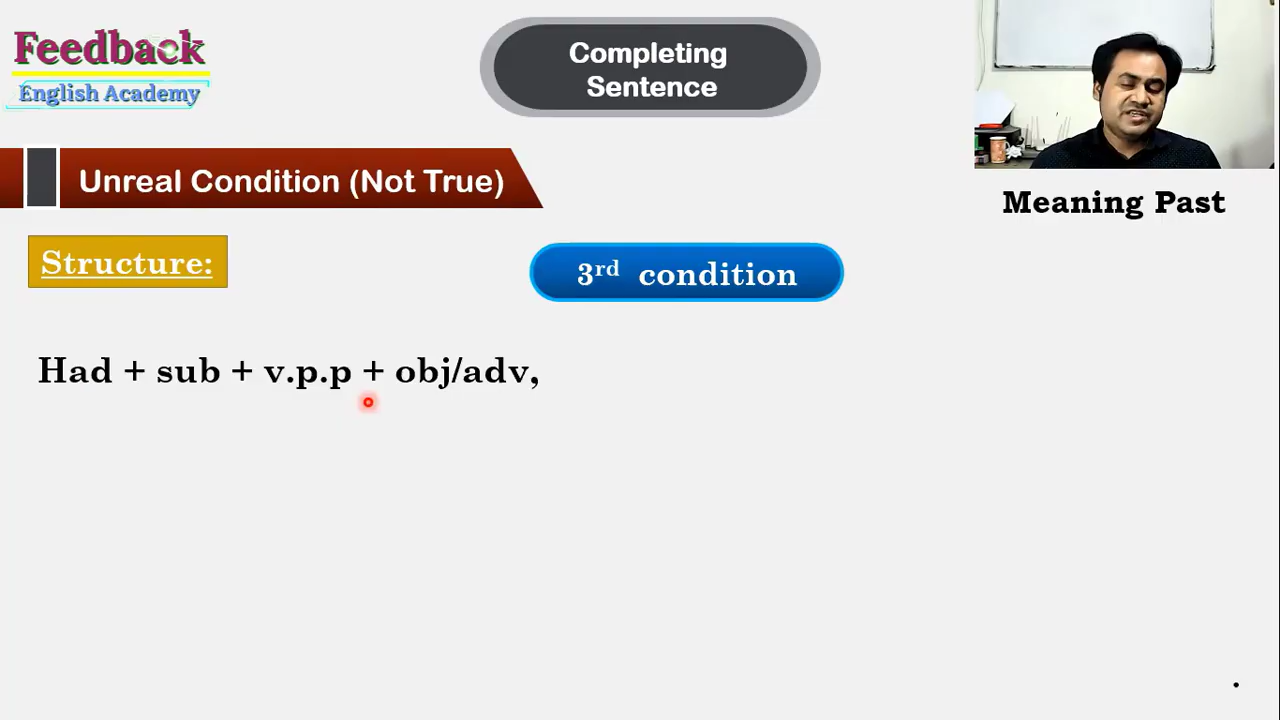 Feedback
English Academy
Completing
Sentence
Unreal Condition (Not True)
Meaning Past
Structure:
3rd condition
Had + sub + v.p.p + obj/adv,
.